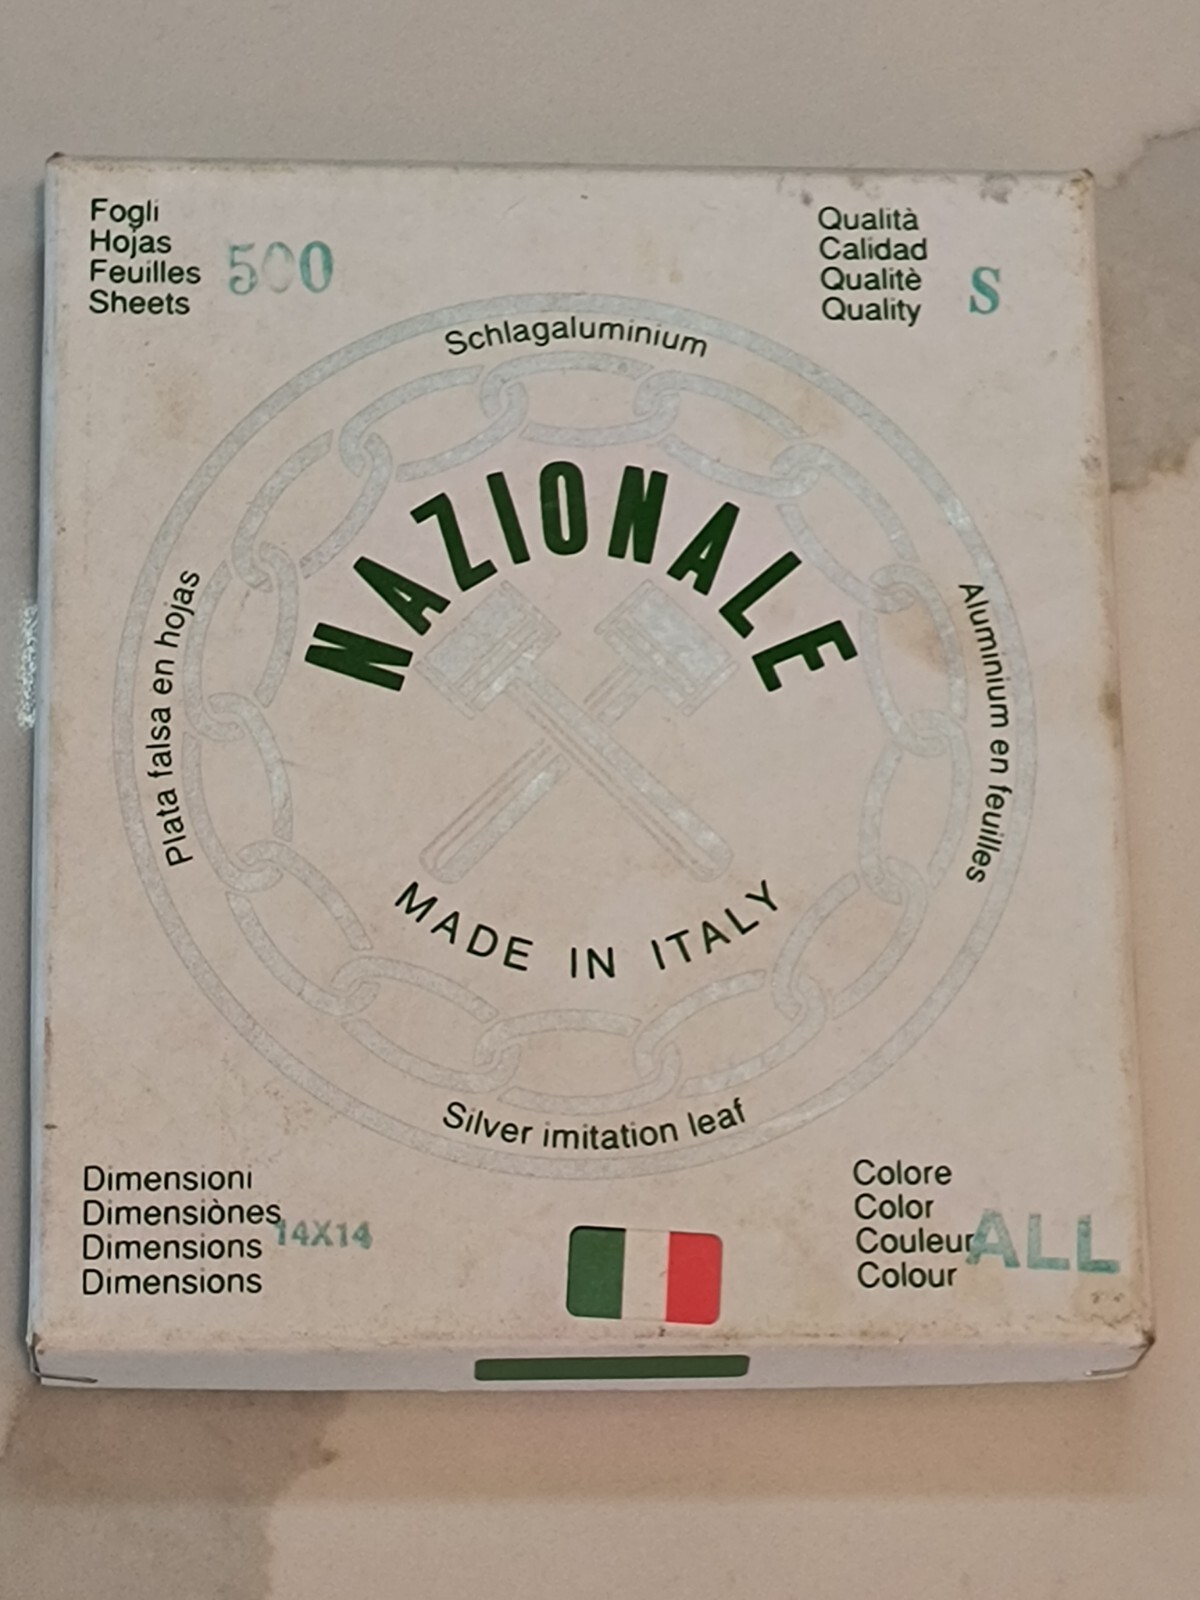 Fogli
Hojas
Feuilles
Sheets
500
Qualità
Calidad
Qualitè
Quality
S
Schlagaluminium
Plata falsa en hojas
NAZIONALE
Aluminium en feuilles
MADE IN ITALY
Silver imitation leaf
Dimensioni
Dimensiònes
Dimensions
Dimensions
14X14
Colore
Color
Couleur
Colour
ALL